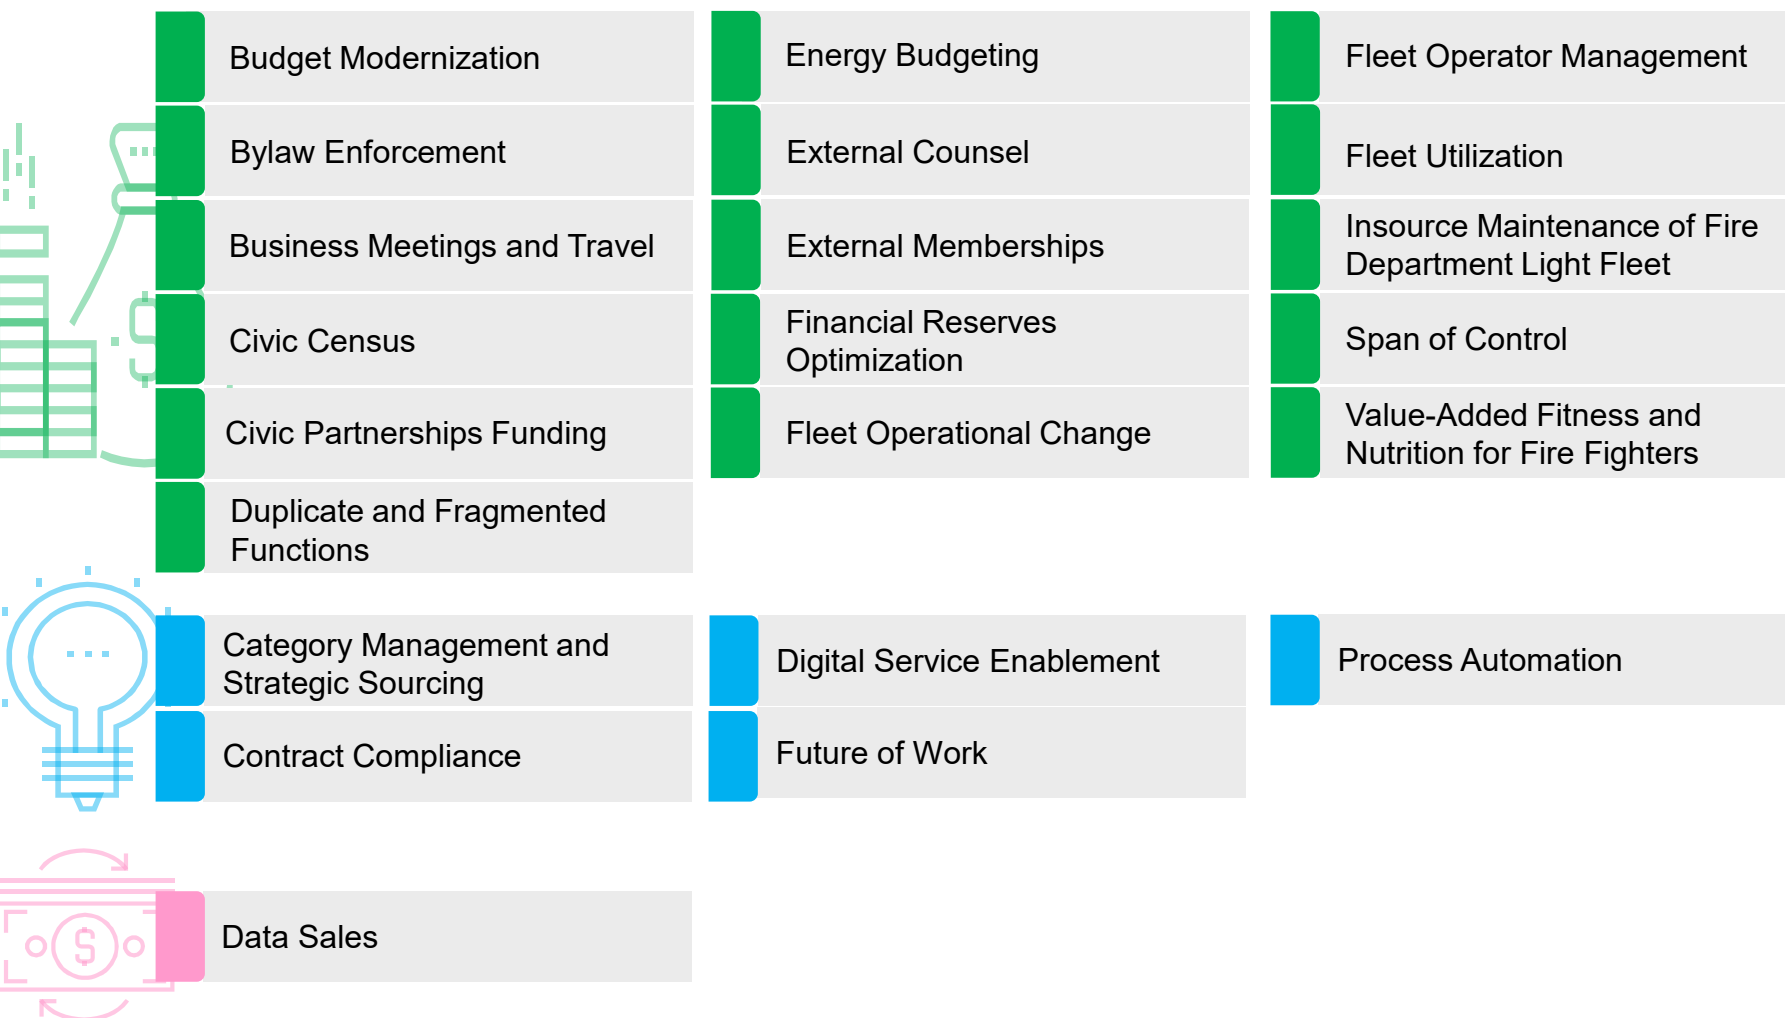 Budget Modernization
Bylaw Enforcement
Business Meetings and Travel
Civic Census
Civic Partnerships Funding
Duplicate and Fragmented
Functions
Energy Budgeting
External Counsel
External Memberships
Financial Reserves
Optimization
Fleet Operational Change
Fleet Operator Management
Fleet Utilization
Insource Maintenance of Fire
Department Light Fleet
Span of Control
Value-Added Fitness and
Nutrition for Fire Fighters
Category Management and
Strategic Sourcing
Contract Compliance
Digital Service Enablement
Future of Work
Process Automation
$
Data Sales